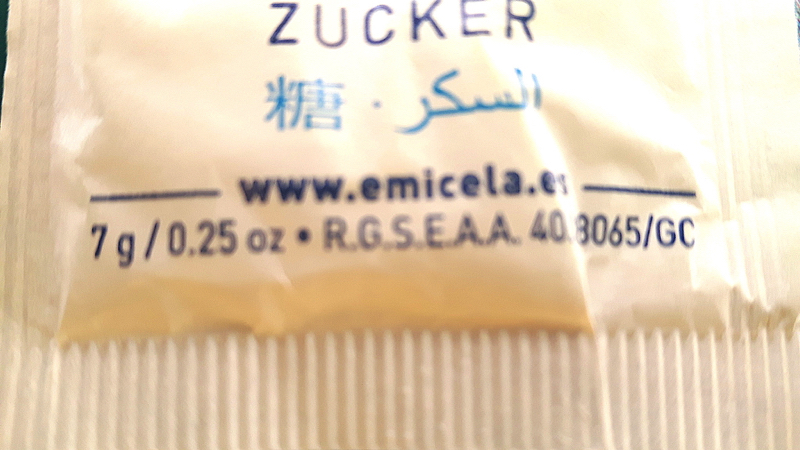 ZUCKER
糖 · السكر
www.emicela.es
7 g / 0.25 oz • R.G.S.E.A.A. 40.8065/GC